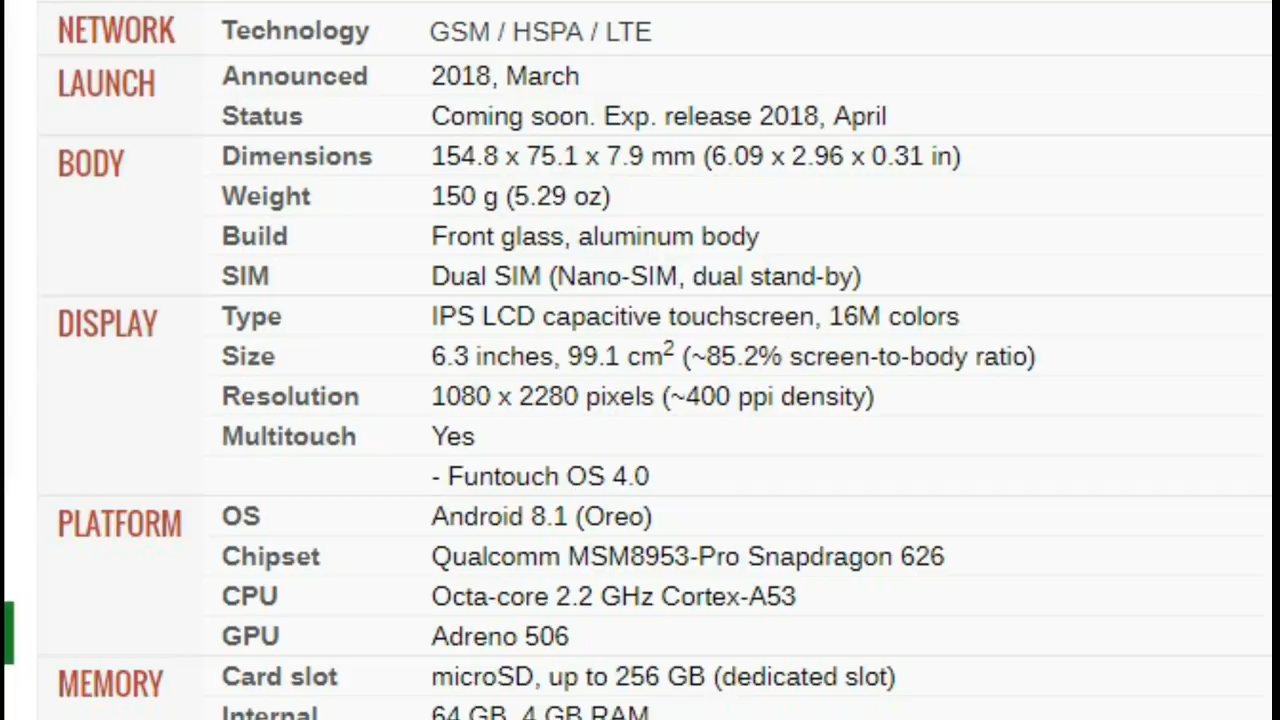 NETWORK Technology GSM / HSPA / LTE
LAUNCH Announced 2018, March
Status Coming soon. Exp. release 2018, April
BODY Dimensions 154.8 x 75.1 x 7.9 mm (6.09 x 2.96 x 0.31 in)
Weight 150 g (5.29 oz)
Build Front glass, aluminum body
SIM Dual SIM (Nano-SIM, dual stand-by)
DISPLAY Type IPS LCD capacitive touchscreen, 16M colors
Size 6.3 inches, 99.1 cm² (~85.2% screen-to-body ratio)
Resolution 1080 x 2280 pixels (~400 ppi density)
Multitouch Yes
- Funtouch OS 4.0
PLATFORM OS Android 8.1 (Oreo)
Chipset Qualcomm MSM8953-Pro Snapdragon 626
CPU Octa-core 2.2 GHz Cortex-A53
GPU Adreno 506
MEMORY Card slot microSD, up to 256 GB (dedicated slot)
Internal 64 GB, 4 GB RAM